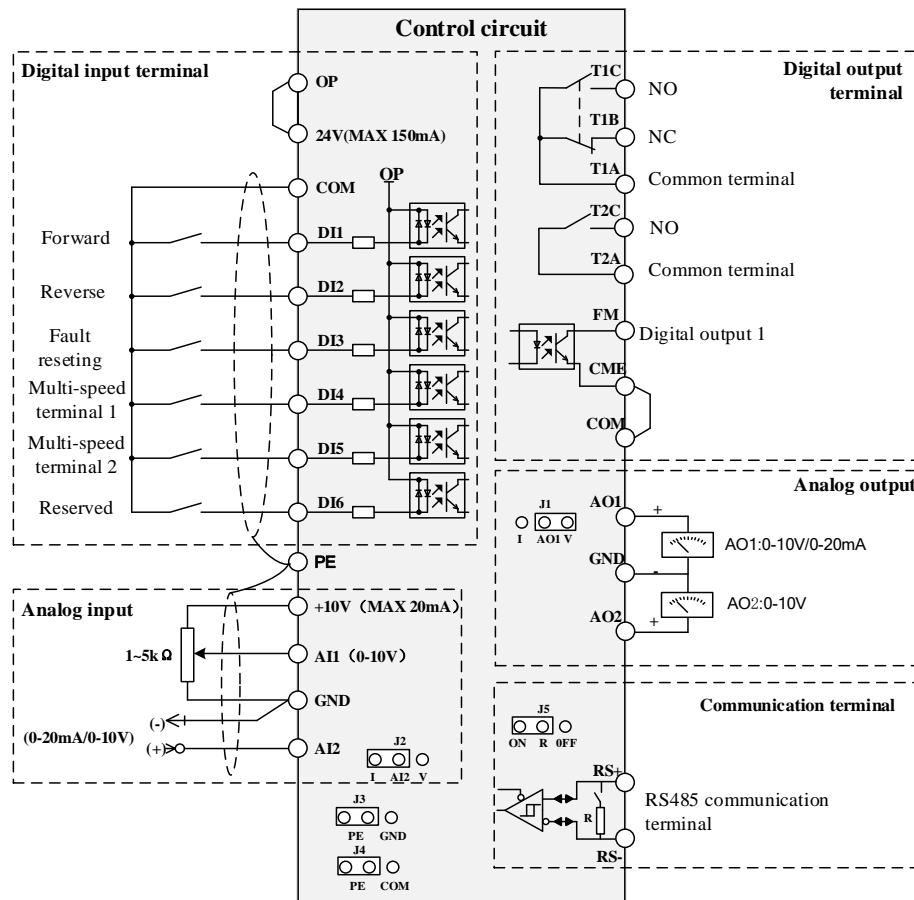 Control circuit
Digital input terminal
OP
24V(MAX 150mA)
COM
OP
Forward
DI1
Reverse
DI2
Fault
reseting
DI3
Multi-speed
terminal 1
DI4
Multi-speed
terminal 2
DI5
Reserved
DI6
PE
Analog input
+10V（MAX 20mA）
1~5k Ω
AI1（0-10V）
GND
(-)
(0-20mA/0-10V)
(+)
AI2
J2
I AI2 V
J3
PE GND
J4
PE COM
Digital output
terminal
T1C
NO
T1B
NC
T1A
Common terminal
T2C
NO
T2A
Common terminal
FM
Digital output 1
CME
COM
Analog output
J1
I AO1 V
AO1
+
AO1:0-10V/0-20mA
GND
-
AO2:0-10V
AO2
+
Communication terminal
J5
ON R 0FF
RS+
R
RS485 communication
terminal
RS-